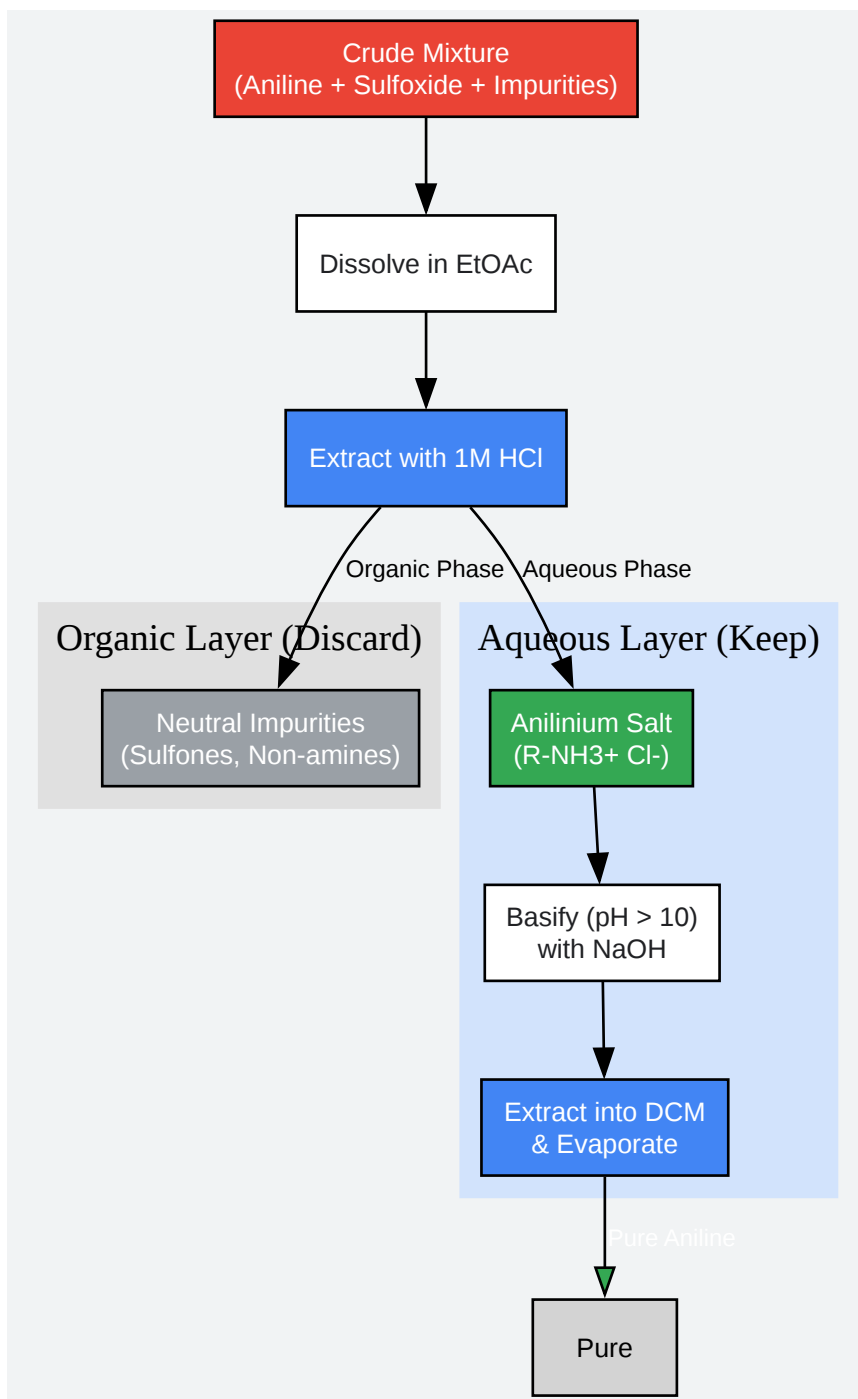 Crude Mixture
(Aniline + Sulfoxide + Impurities)
Dissolve in EtOAc
Extract with 1M HCl
Organic Phase
Aqueous Phase
Organic Layer (Discard)
Aqueous Layer (Keep)
Neutral Impurities
(Sulfones, Non-amines)
Anilinium Salt
(R-NH3+ Cl-)
Basify (pH > 10)
with NaOH
Extract into DCM
& Evaporate
Pure Aniline
Pure